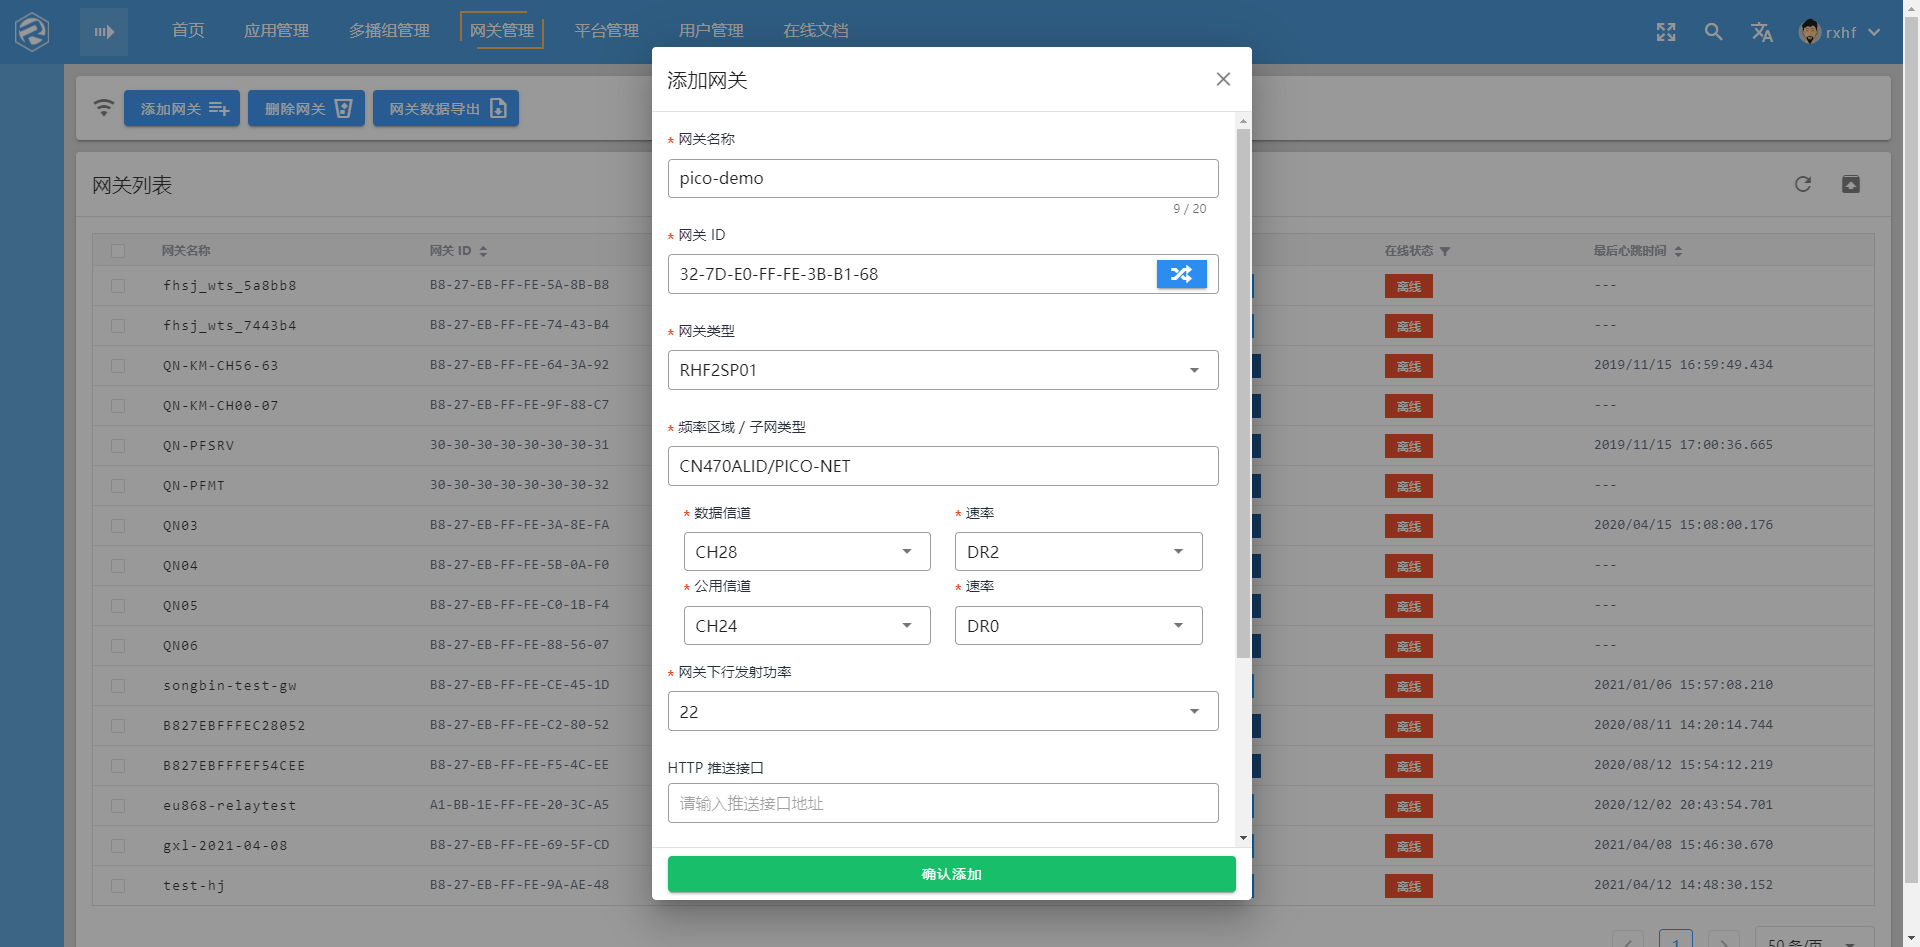 首页 应用管理 多播组管理 网关管理 平台管理 用户管理 在线文档 rxhf
添加网关 删除网关 网关数据导出
网关列表
网关名称 网关 ID 在线状态 最后心跳时间
fhsj_wts_5a8bb8 B8-27-EB-FF-FE-5A-8B-B8 离线 ---
fhsj_wts_7443b4 B8-27-EB-FF-FE-74-43-B4 离线 ---
QN-KM-CH56-63 B8-27-EB-FF-FE-64-3A-92 离线 2019/11/15 16:59:49.434
QN-KM-CH00-07 B8-27-EB-FF-FE-9F-88-C7 离线 ---
QN-PFSRV 30-30-30-30-30-30-30-31 离线 2019/11/15 17:00:36.665
QN-PFMT 30-30-30-30-30-30-30-32 离线 ---
QN03 B8-27-EB-FF-FE-3A-8E-FA 离线 2020/04/15 15:08:00.176
QN04 B8-27-EB-FF-FE-5B-0A-F0 离线 ---
QN05 B8-27-EB-FF-FE-C0-1B-F4 离线 ---
QN06 B8-27-EB-FF-FE-88-56-07 离线 ---
songbin-test-gw B8-27-EB-FF-FE-CE-45-1D 离线 2021/01/06 15:57:08.210
B827EBFFFEC28052 B8-27-EB-FF-FE-C2-80-52 离线 2020/08/11 14:20:14.744
B827EBFFFEF54CEE B8-27-EB-FF-FE-F5-4C-EE 离线 2020/08/12 15:54:12.219
eu868-relaytest A1-BB-1E-FF-FE-20-3C-A5 离线 2020/12/02 20:43:54.701
gxl-2021-04-08 B8-27-EB-FF-FE-69-5F-CD 离线 2021/04/08 15:46:30.670
test-hj B8-27-EB-FF-FE-9A-AE-48 离线 2021/04/12 14:48:30.152
1 50 条/页
添加网关
* 网关名称
pico-demo
9 / 20
* 网关 ID
32-7D-E0-FF-FE-3B-B1-68
* 网关类型
RHF2SP01
* 频率区域 / 子网类型
CN470ALID/PICO-NET
* 数据信道 * 速率
CH28 DR2
* 公用信道 * 速率
CH24 DR0
* 网关下行发射功率
22
HTTP 推送接口
请输入推送接口地址
确认添加